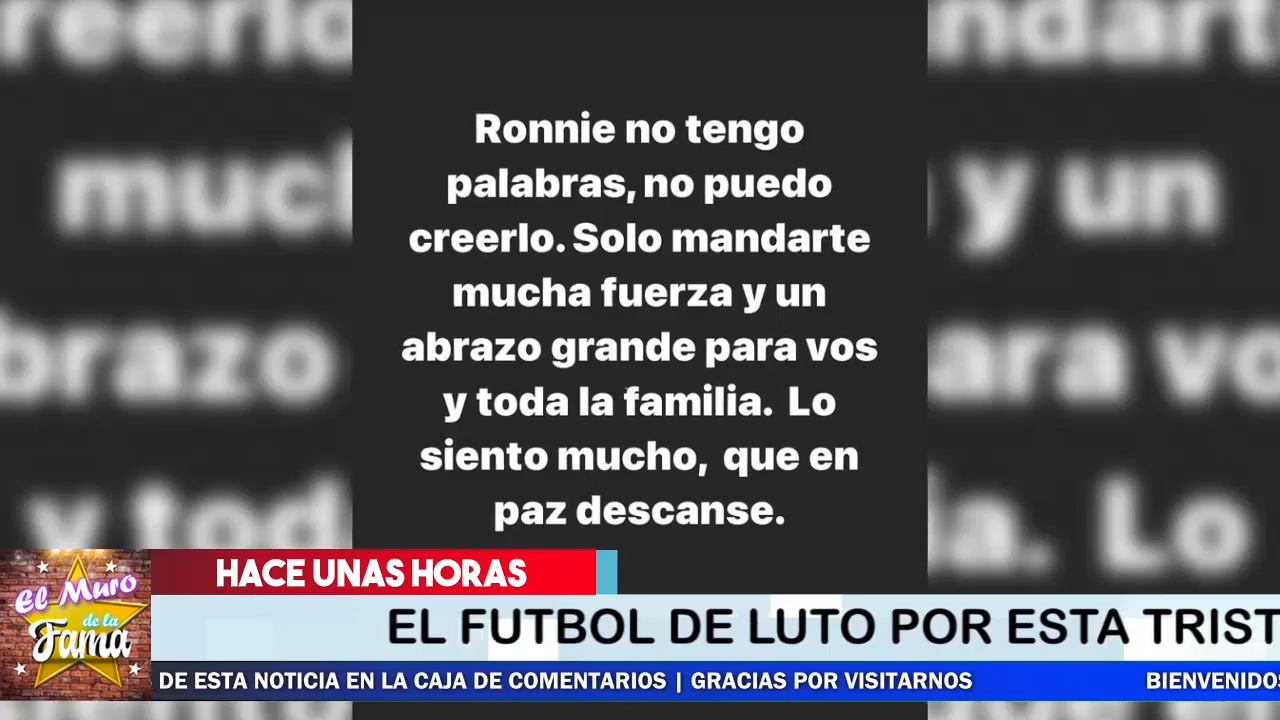 Ronnie no tengo
palabras, no puedo
creerlo. Solo mandarte
mucha fuerza y un
abrazo grande para vos
y toda la familia. Lo
siento mucho, que en
paz descanse.
HACE UNAS HORAS
El Muro
de la
Fama
EL FUTBOL DE LUTO POR ESTA TRIST
DE ESTA NOTICIA EN LA CAJA DE COMENTARIOS | GRACIAS POR VISITARNOS BIENVENIDOS